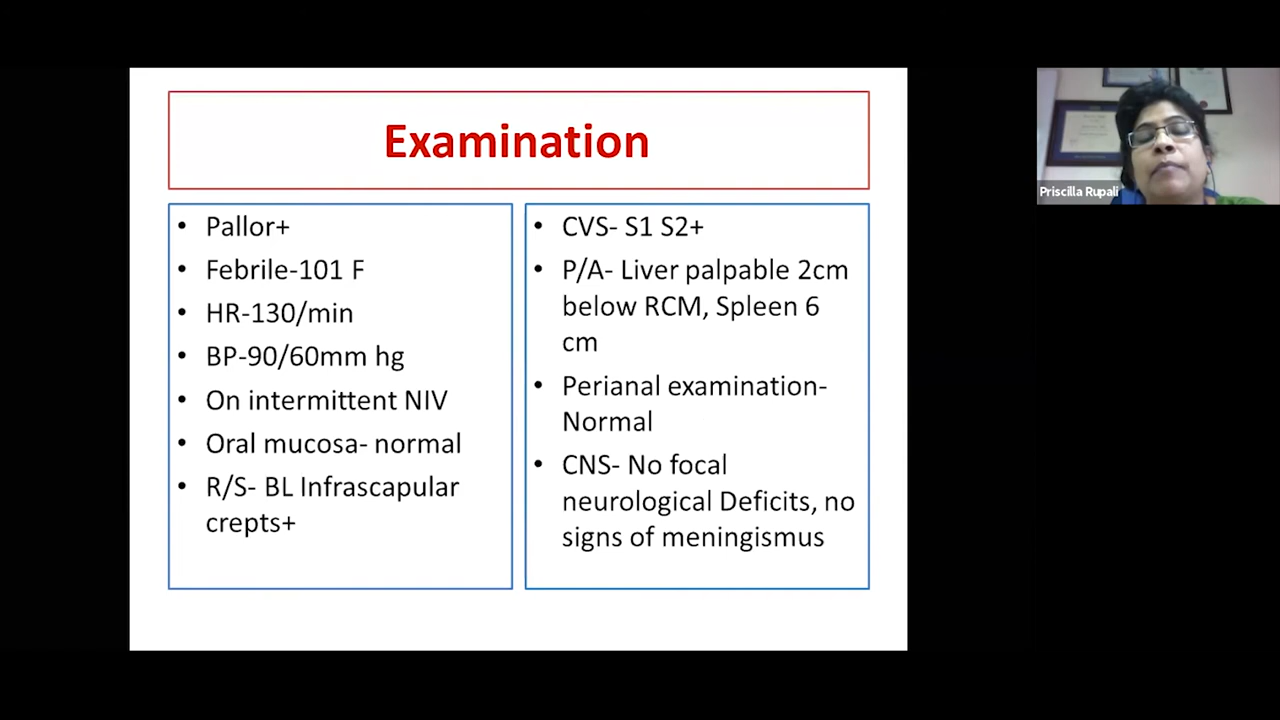 Examination
• Pallor+
• Febrile-101 F
• HR-130/min
• BP-90/60mm hg
• On intermittent NIV
• Oral mucosa- normal
• R/S- BL Infrascapular
crepts+
• CVS- S1 S2+
• P/A- Liver palpable 2cm
below RCM, Spleen 6
cm
• Perianal examination-
Normal
• CNS- No focal
neurological Deficits, no
signs of meningismus
Priscilla Rupali